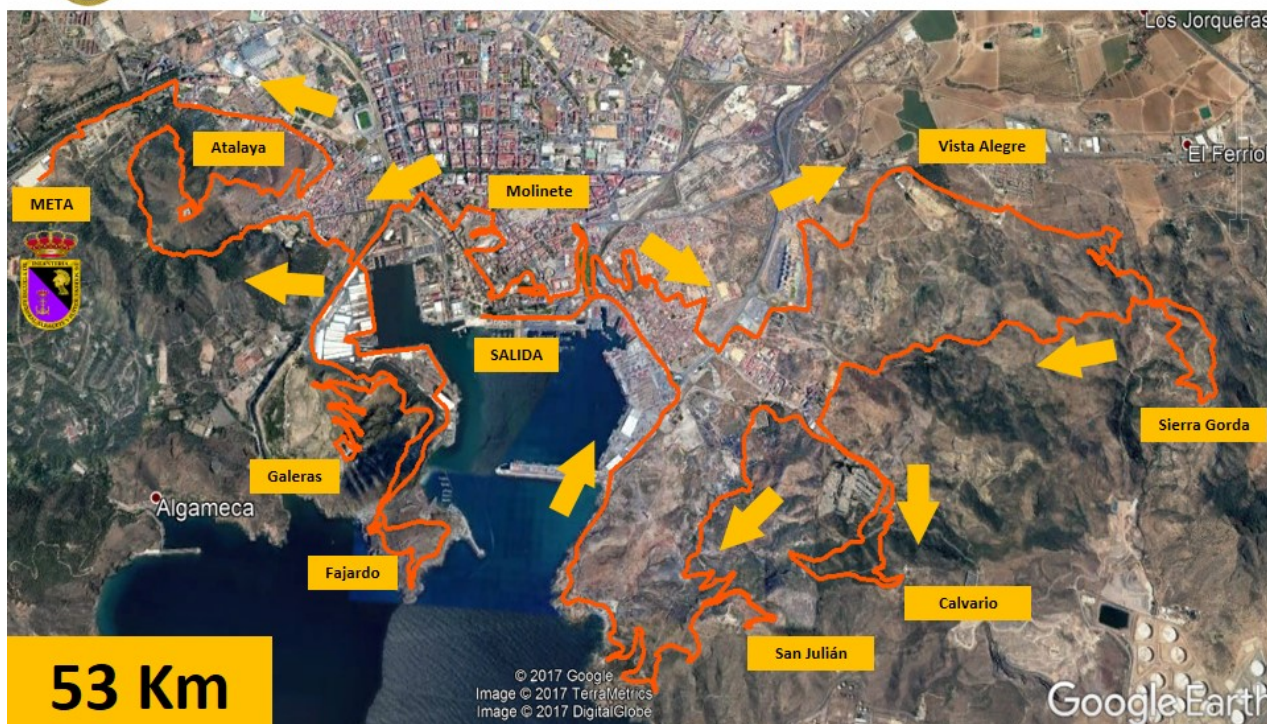 Los Jorqueras
Atalaya
Vista Alegre
El Ferriol
Molinete
META
SALIDA
Sierra Gorda
Galeras
Algameca
Fajardo
Calvario
San Julián
53 Km
© 2017 Google
Image © 2017 TerraMetrics
Image © 2017 DigitalGlobe
Google Earth